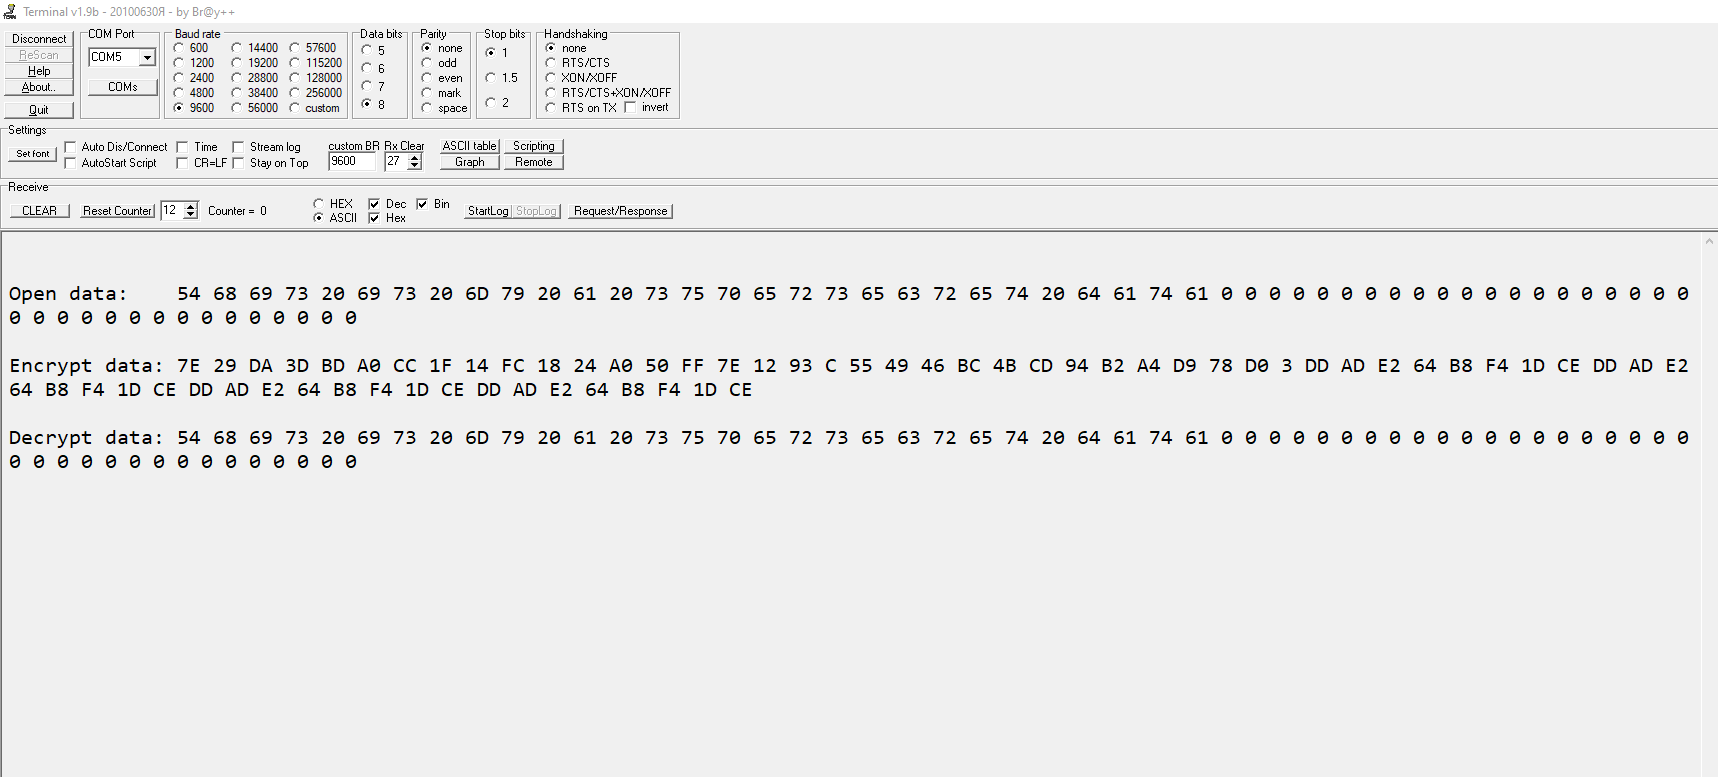 Terminal v1.9b - 20100630Я - by Br@y++
Disconnect
ReScan
Help
About..
Quit
COM Port
COM5
COMs
Baud rate
600 14400 57600
1200 19200 115200
2400 28800 128000
4800 38400 256000
9600 56000 custom
Data bits
5
6
7
8
Parity
none
odd
even
mark
space
Stop bits
1
1.5
2
Handshaking
none
RTS/CTS
XON/XOFF
RTS/CTS+XON/XOFF
RTS on TX invert
Settings
Set font
Auto Dis/Connect Time Stream log
AutoStart Script CR=LF Stay on Top
custom BR Rx Clear
9600 27
ASCII table Scripting
Graph Remote
Receive
CLEAR Reset Counter 12 Counter = 0
HEX Dec Bin
ASCII Hex
StartLog StopLog Request/Response
Open data: 54 68 69 73 20 69 73 20 6D 79 20 61 20 73 75 70 65 72 73 65 63 72 65 74 20 64 61 74 61 0 0 0 0 0 0 0 0 0 0 0 0 0 0 0 0 0 0 0 0
0 0 0 0 0 0 0 0 0 0 0 0 0 0 0
Encrypt data: 7E 29 DA 3D BD A0 CC 1F 14 FC 18 24 A0 50 FF 7E 12 93 C 55 49 46 BC 4B CD 94 B2 A4 D9 78 D0 3 DD AD E2 64 B8 F4 1D CE DD AD E2
64 B8 F4 1D CE DD AD E2 64 B8 F4 1D CE DD AD E2 64 B8 F4 1D CE
Decrypt data: 54 68 69 73 20 69 73 20 6D 79 20 61 20 73 75 70 65 72 73 65 63 72 65 74 20 64 61 74 61 0 0 0 0 0 0 0 0 0 0 0 0 0 0 0 0 0 0 0 0
0 0 0 0 0 0 0 0 0 0 0 0 0 0 0